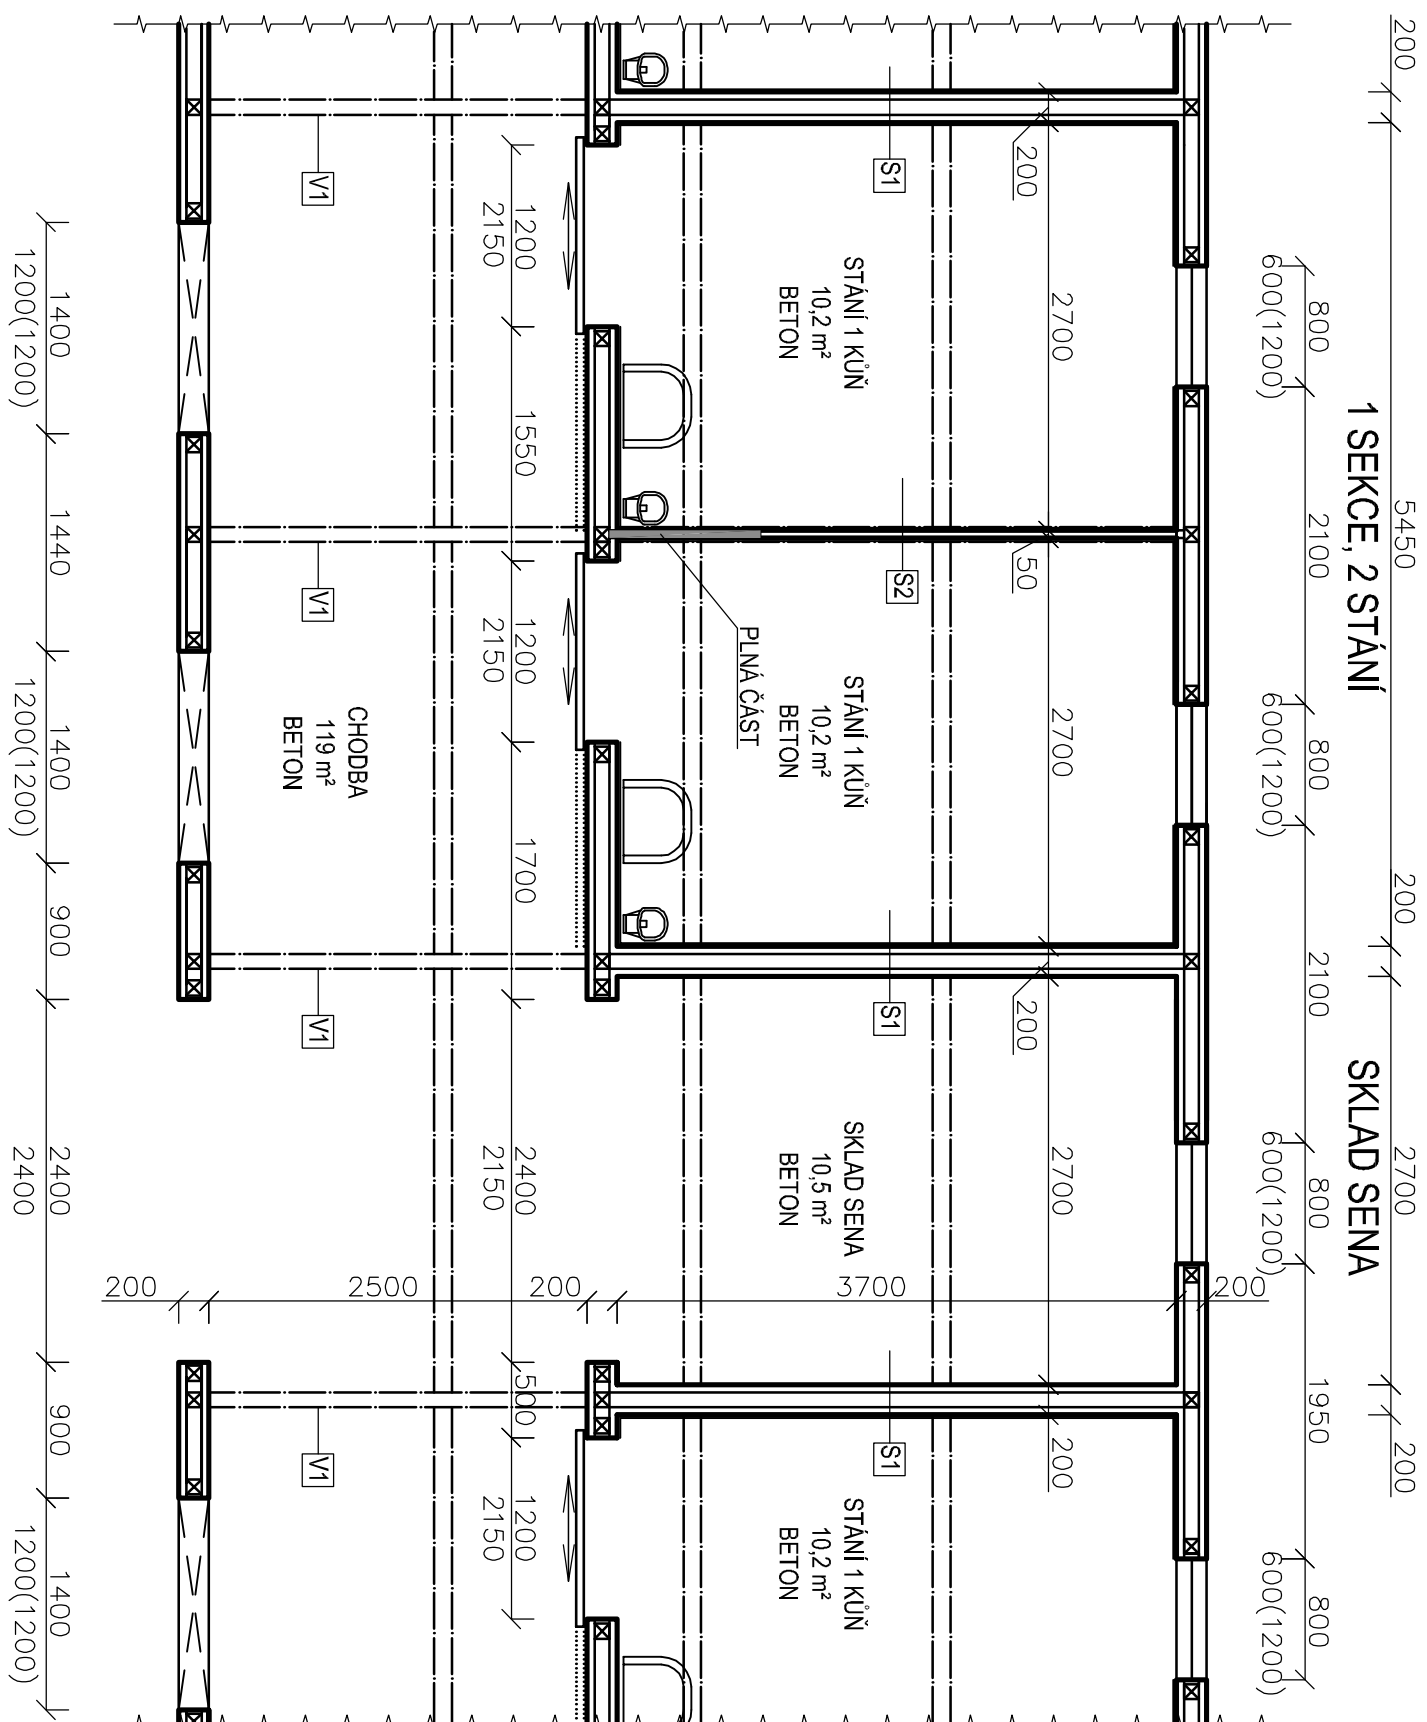 200
5450
200
2700
200
1 SEKCE, 2 STÁNÍ
SKLAD SENA
800
2100
800
2100
800
1950
800
600(1200)
600(1200)
600(1200)
600(1200)
2700
2700
2700
200
200
50
200
S1
S2
S1
S1
STÁNÍ 1 KŮŇ
10,2 m²
BETON
STÁNÍ 1 KŮŇ
10,2 m²
BETON
SKLAD SENA
10,5 m²
BETON
STÁNÍ 1 KŮŇ
10,2 m²
BETON
PLNÁ ČÁST
200
2500
200
3700
200
1200
1550
1200
1700
2400
500
1200
2150
2150
2150
2150
CHODBA
119 m²
BETON
V1
V1
V1
V1
1400
1440
1400
900
2400
900
1400
1200(1200)
1200(1200)
2400
1200(1200)